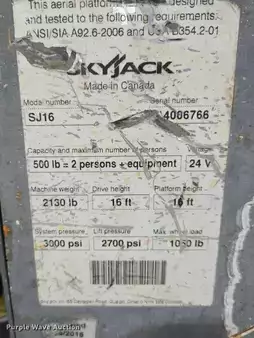 This aerial platform designed
and tested to the following requirements:
ANSI/SIA A92.6-2006 and B354.2-01
SKYJACK
Made in Canada
Model number Serial number
SJ16 4006766
Capacity and maximum number of persons Voltage
500 lb = 2 persons + equipment 24 V
Machine weight Drive height Platform height
2130 lb 16 ft 16 ft
System pressure Lift pressure Max. wheel load
3000 psi 2700 psi lb
Purple Wave Auction